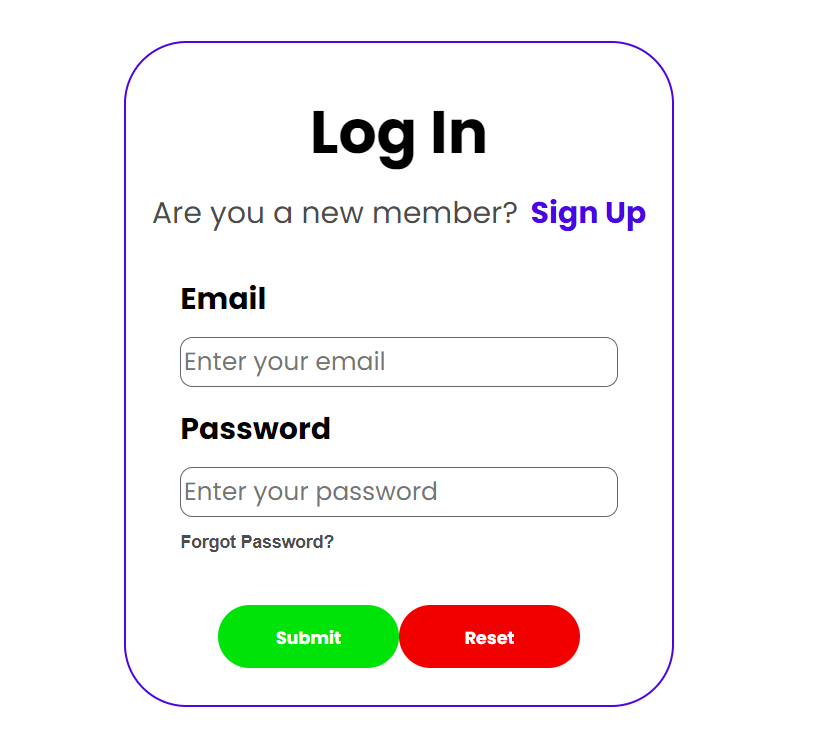 Log In
Are you a new member? Sign Up
Email
Enter your email
Password
Enter your password
Forgot Password?
Submit Reset